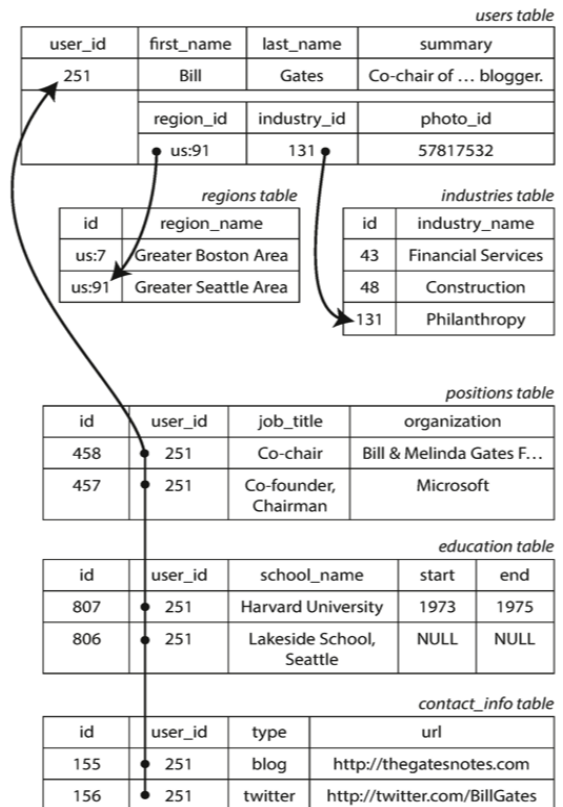 users table
user_id first_name last_name summary
251 Bill Gates Co-chair of … blogger.
region_id industry_id photo_id
us:91 131 57817532
regions table
id region_name
us:7 Greater Boston Area
us:91 Greater Seattle Area
industries table
id industry_name
43 Financial Services
48 Construction
131 Philanthropy
positions table
id user_id job_title organization
458 251 Co-chair Bill & Melinda Gates F…
457 251 Co-founder, Microsoft
Chairman
education table
id user_id school_name start end
807 251 Harvard University 1973 1975
806 251 Lakeside School, NULL NULL
Seattle
contact_info table
id user_id type url
155 251 blog http://thegatesnotes.com
156 251 twitter http://twitter.com/BillGates